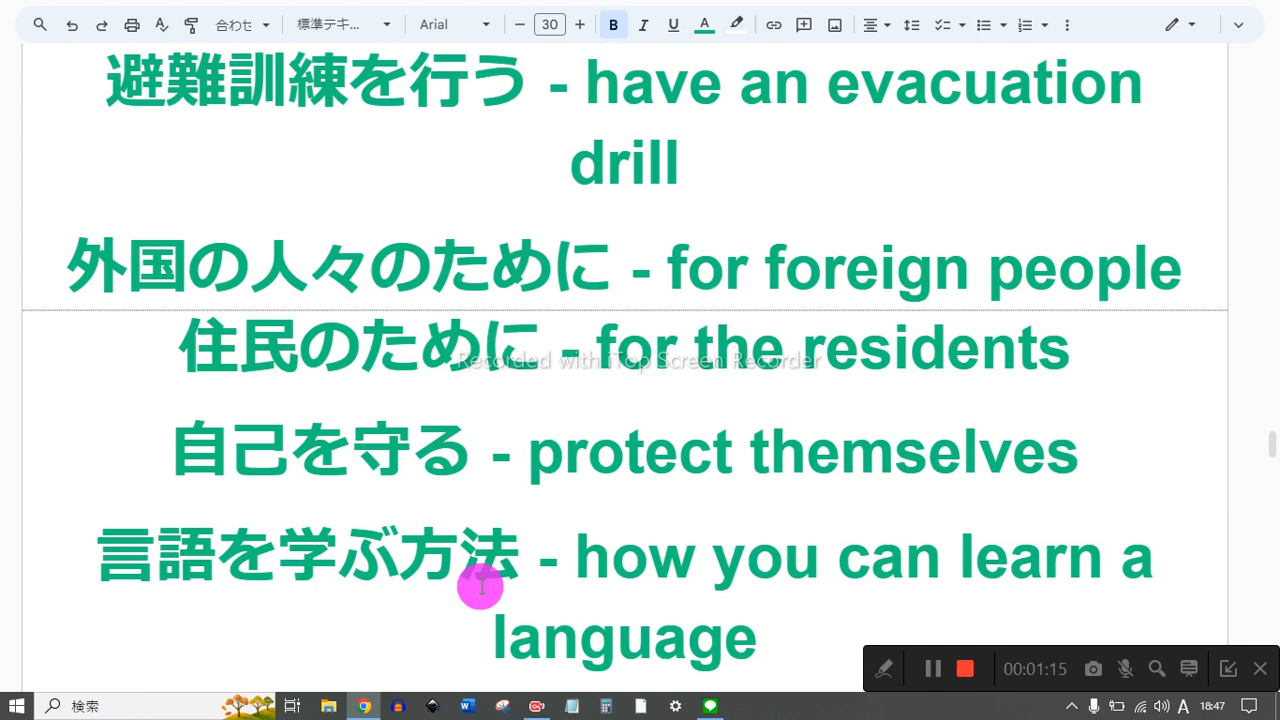 合わせ 標準テキ... Arial 30 B I U A
避難訓練を行う - have an evacuation
drill
外国の人々のために - for foreign people
住民のために - for the residents
Recorded with iTop Screen Recorder
自己を守る - protect themselves
言語を学ぶ方法 - how you can learn a
language
00:01:15
検索
A 18:47